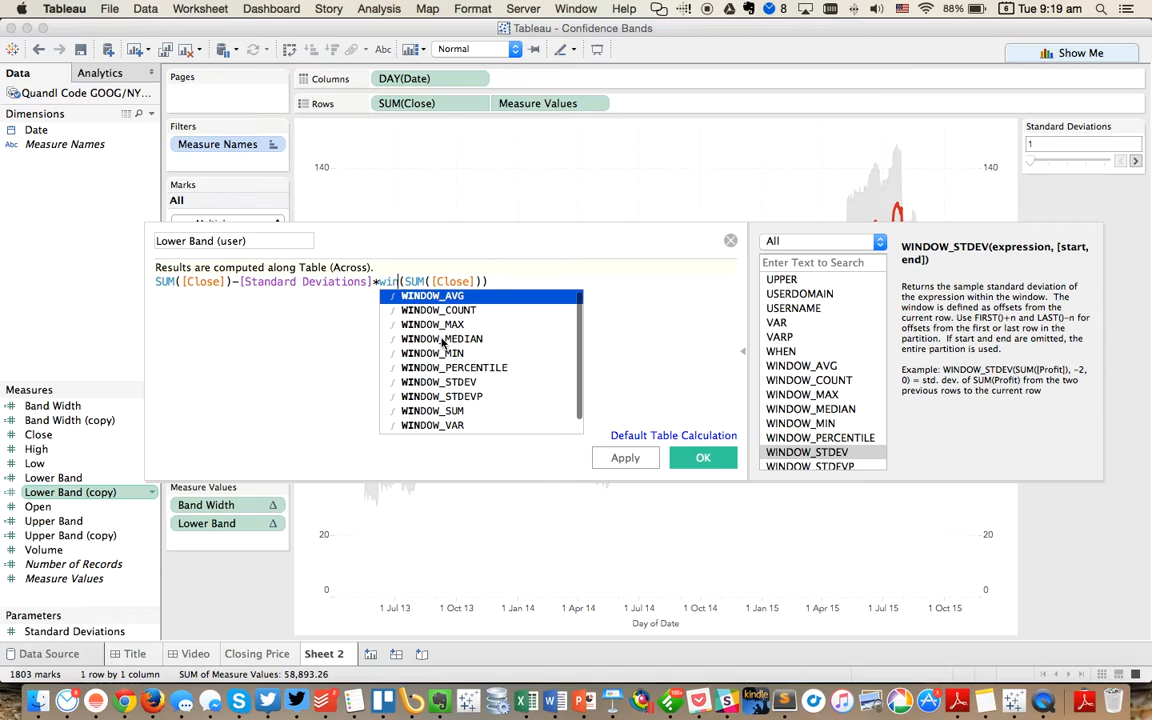 Tableau File Data Worksheet Dashboard Story Analysis Map Format Server Window Help 8 88% 6 Tue 9:19 am
Tableau - Confidence Bands
Abc Normal Show Me
Data Analytics
Pages
Columns DAY(Date)
Quandl Code GOOG/NY...
Rows SUM(Close) Measure Values
Dimensions
Date
Abc Measure Names
Filters
Measure Names
Marks
All
Standard Deviations
1
140 140
Lower Band (user)
Results are computed along Table (Across).
SUM([Close])-[Standard Deviations]*win(SUM([Close]))
WINDOW_AVG
WINDOW_COUNT
WINDOW_MAX
WINDOW_MEDIAN
WINDOW_MIN
WINDOW_PERCENTILE
WINDOW_STDEV
WINDOW_STDEVP
WINDOW_SUM
WINDOW_VAR
Default Table Calculation
Apply OK
All
Enter Text to Search
UPPER
USERDOMAIN
USERNAME
VAR
VARP
WHEN
WINDOW_AVG
WINDOW_COUNT
WINDOW_MAX
WINDOW_MEDIAN
WINDOW_MIN
WINDOW_PERCENTILE
WINDOW_STDEV
WINDOW_STDEVP
WINDOW_STDEV(expression, [start,
end])
Returns the sample standard deviation of
the expression within the window. The
window is defined as offsets from the
current row. Use FIRST()+n and LAST()-n for
offsets from the first or last row in the
partition. If start and end are omitted, the
entire partition is used.
Example: WINDOW_STDEV(SUM([Profit]), -2,
0) = std. dev. of SUM(Profit) from the two
previous rows to the current row
Measures
Band Width
Band Width (copy)
Close
High
Low
Lower Band
Lower Band (copy)
Open
Upper Band
Upper Band (copy)
Volume
Number of Records
Measure Values
Parameters
Standard Deviations
Measure Values
Band Width
Lower Band
20 20
0 0
1 Jul 13 1 Oct 13 1 Jan 14 1 Apr 14 1 Jul 14 1 Oct 14 1 Jan 15 1 Apr 15 1 Jul 15 1 Oct 15
Day of Date
Data Source Title Video Closing Price Sheet 2
1803 marks 1 row by 1 column SUM of Measure Values: 58,893.26